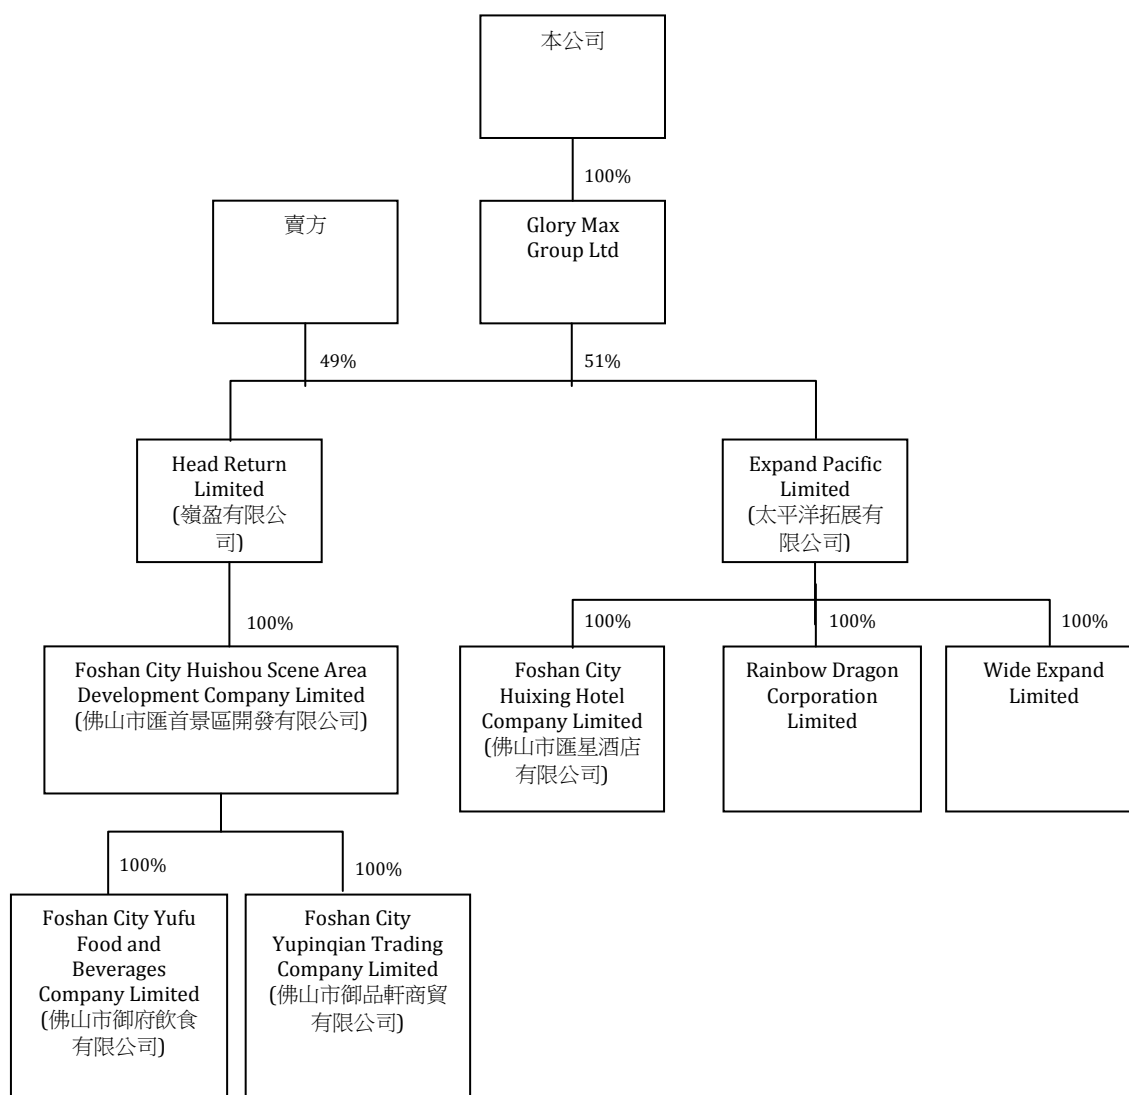 本公司
100%
賣方
Glory Max
Group Ltd
49%
51%
Head Return
Limited
(嶺盈有限公
司)
Expand Pacific
Limited
(太平洋拓展有
限公司)
100%
100%
100%
100%
Foshan City Huishou Scene Area
Development Company Limited
(佛山市匯首景區開發有限公司)
Foshan City
Huixing Hotel
Company Limited
(佛山市匯星酒店
有限公司)
Rainbow Dragon
Corporation
Limited
Wide Expand
Limited
100%
100%
Foshan City Yufu
Food and
Beverages
Company Limited
(佛山市御府飲食
有限公司)
Foshan City
Yupinqian Trading
Company Limited
(佛山市御品軒商貿
有限公司)